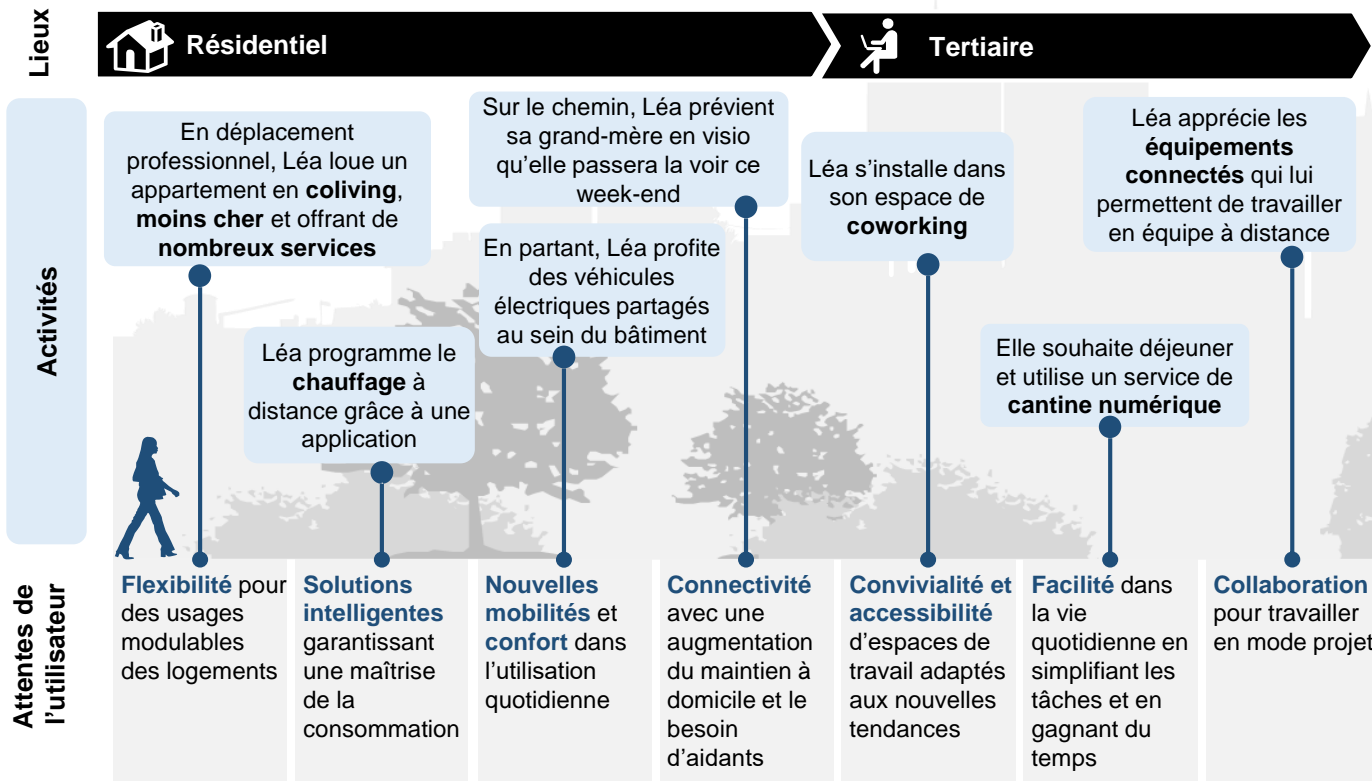 Lieux
Résidentiel
Tertiaire
Activités
En déplacement
professionnel, Léa loue un
appartement en coliving,
moins cher et offrant de
nombreux services
Léa programme le
chauffage à
distance grâce à une
application
Sur le chemin, Léa prévient
sa grand-mère en visio
qu’elle passera la voir ce
week-end
En partant, Léa profite
des véhicules
électriques partagés
au sein du bâtiment
Léa s’installe dans
son espace de
coworking
Elle souhaite déjeuner
et utilise un service de
cantine numérique
Léa apprécie les
équipements
connectés qui lui
permettent de travailler
en équipe à distance
Attentes de
l’utilisateur
Flexibilité pour
des usages
modulables
des logements
Solutions
intelligentes
garantissant
une maîtrise
de la
consommation
Nouvelles
mobilités et
confort dans
l’utilisation
quotidienne
Connectivité
avec une
augmentation
du maintien à
domicile et le
besoin
d’aidants
Convivialité et
accessibilité
d’espaces de
travail adaptés
aux nouvelles
tendances
Facilité dans
la vie
quotidienne en
simplifiant les
tâches et en
gagnant du
temps
Collaboration
pour travailler
en mode projet